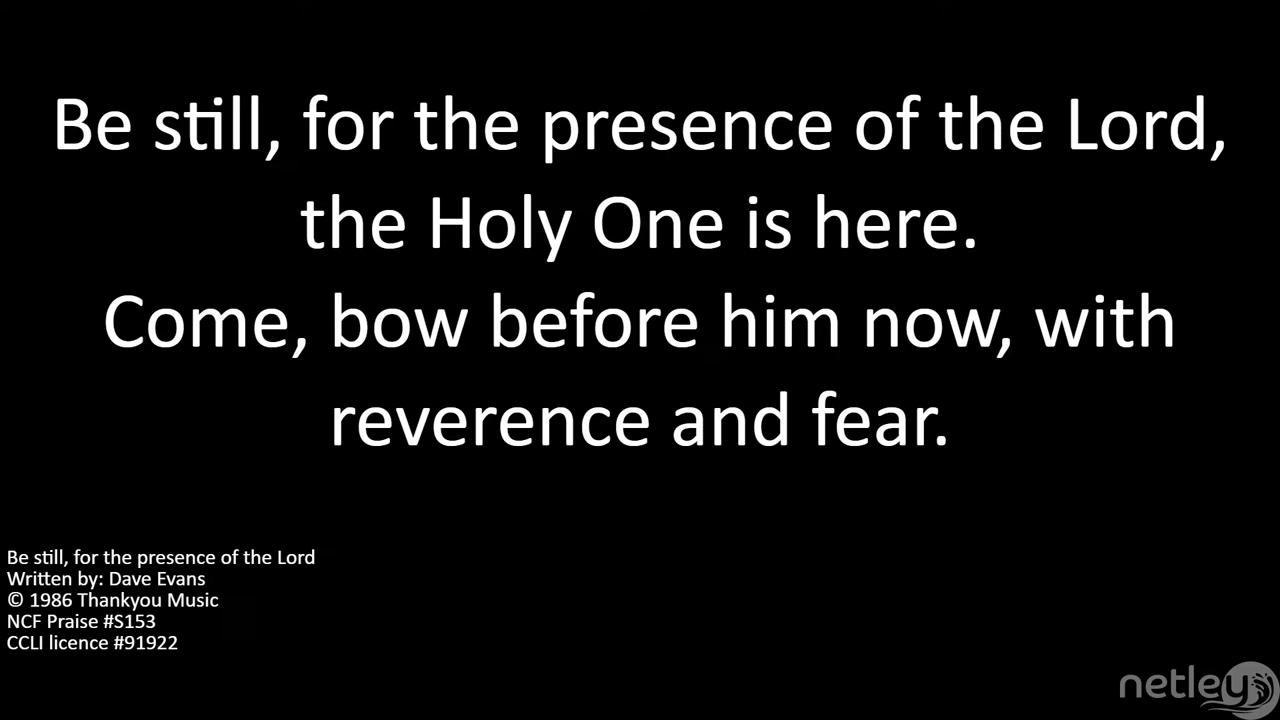 Be still, for the presence of the Lord,
the Holy One is here.
Come, bow before him now, with
reverence and fear.
Be still, for the presence of the Lord
Written by: Dave Evans
© 1986 Thankyou Music
NCF Praise #S153
CCLI licence #91922
netley